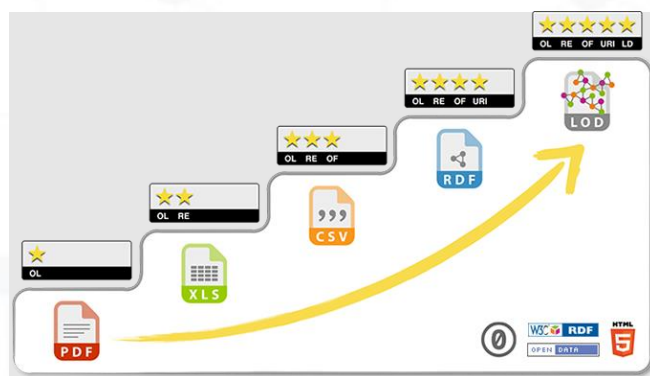 OL RE OF URI LD
OL RE OF URI
OL RE OF
OL RE
OL
LOD
RDF
CSV
XLS
PDF
0
W3C RDF
OPEN DATA
HTML
5